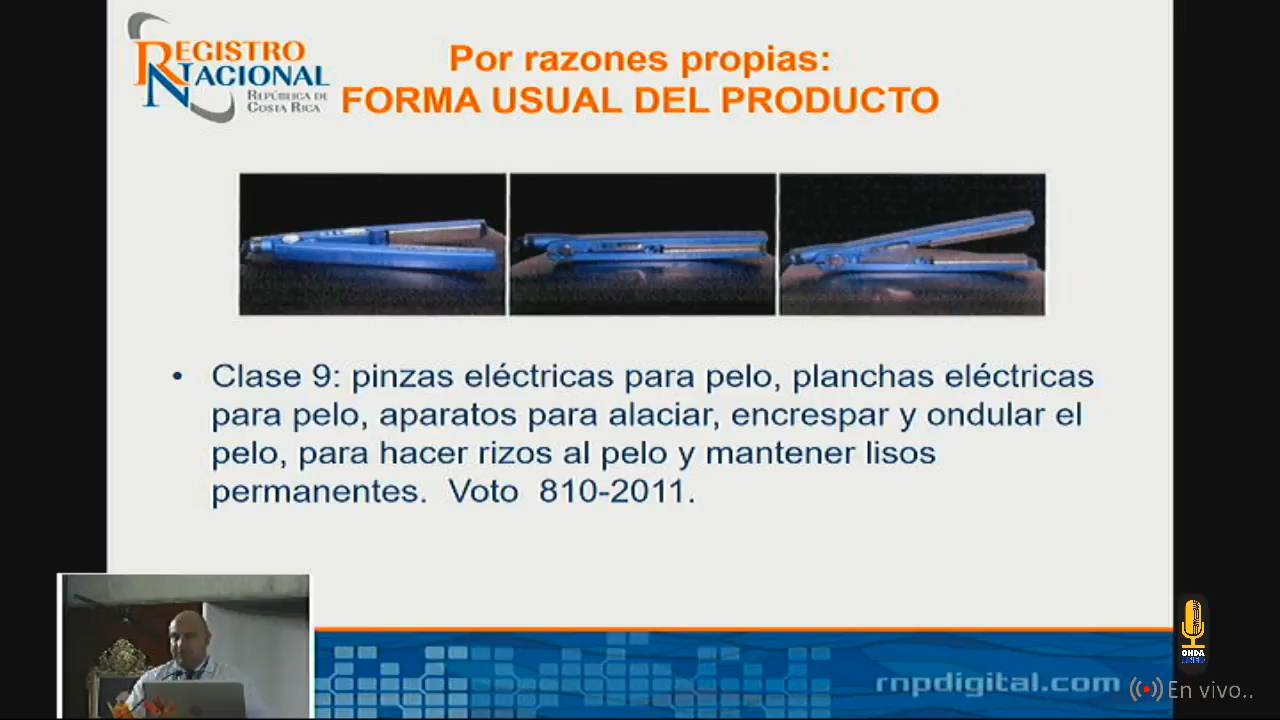 REGISTRO
NACIONAL
REPÚBLICA DE
COSTA RICA
Por razones propias:
FORMA USUAL DEL PRODUCTO
• Clase 9: pinzas eléctricas para pelo, planchas eléctricas
para pelo, aparatos para alaciar, encrespar y ondular el
pelo, para hacer rizos al pelo y mantener lisos
permanentes. Voto 810-2011.
rnpdigital.com
ONDA
En vivo..